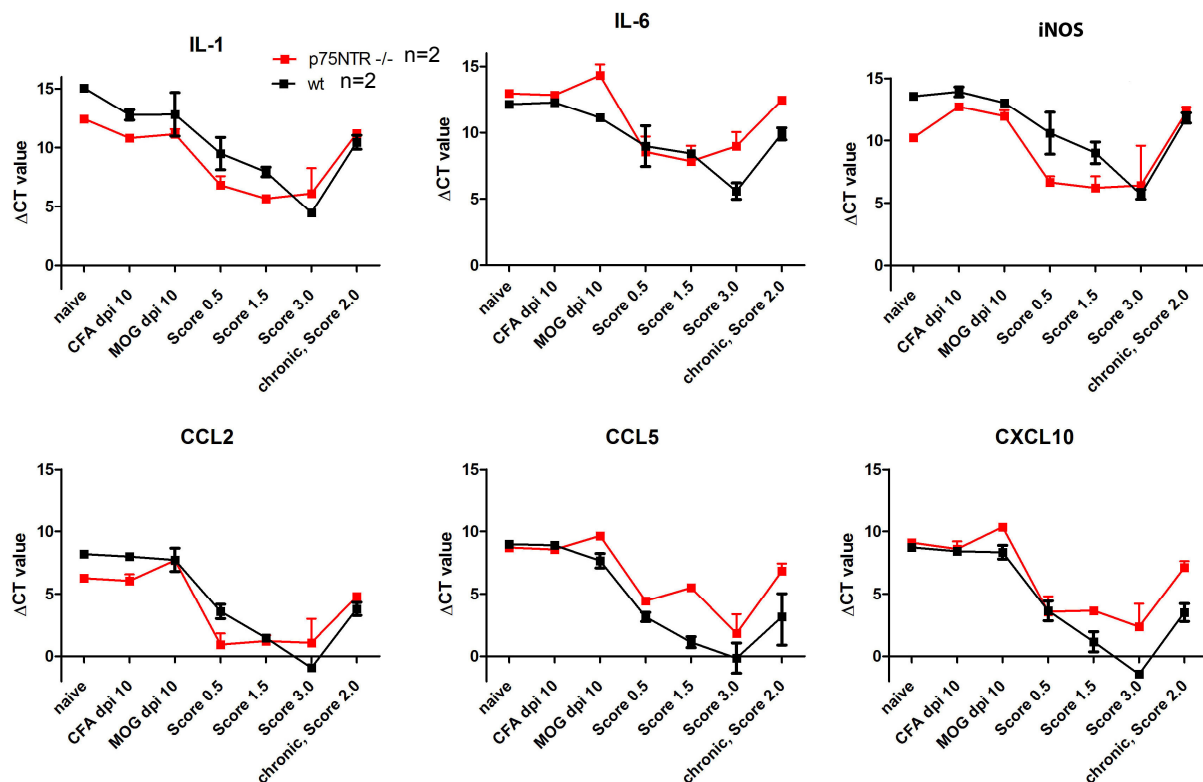 IL-1
p75NTR -/- n=2
wt n=2
ΔCT value
15
10
5
0
naive
CFA dpi 10
MOG dpi 10
Score 0.5
Score 1.5
Score 3.0
chronic, Score 2.0
IL-6
ΔCT value
15
10
5
0
naive
CFA dpi 10
MOG dpi 10
Score 0.5
Score 1.5
Score 3.0
chronic, Score 2.0
iNOS
ΔCT value
15
10
5
0
naive
CFA dpi 10
MOG dpi 10
Score 0.5
Score 1.5
Score 3.0
chronic, Score 2.0
CCL2
ΔCT value
15
10
5
0
naive
CFA dpi 10
MOG dpi 10
Score 0.5
Score 1.5
Score 3.0
chronic, Score 2.0
CCL5
ΔCT value
15
10
5
0
naive
CFA dpi 10
MOG dpi 10
Score 0.5
Score 1.5
Score 3.0
chronic, Score 2.0
CXCL10
ΔCT value
15
10
5
0
naive
CFA dpi 10
MOG dpi 10
Score 0.5
Score 1.5
Score 3.0
chronic, Score 2.0